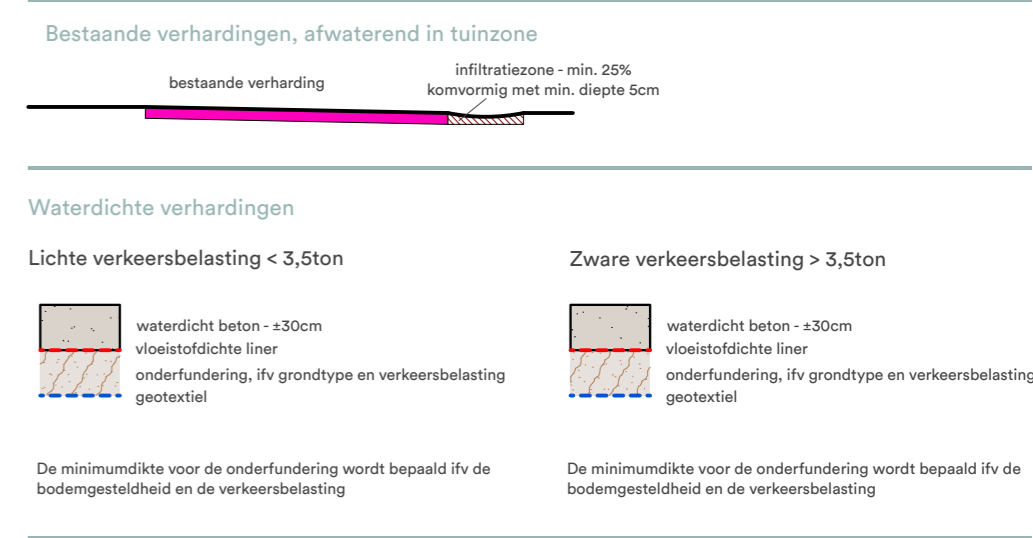 Bestaande verhardingen, afwaterend in tuinzone
bestaande verharding
infiltratiezone - min. 25%
komvormig met min. diepte 5cm
Waterdichte verhardingen
Lichte verkeersbelasting < 3,5ton
waterdicht beton - ±30cm
vloeistofdichte liner
onderfundering, ifv grondtype en verkeersbelasting
geotextiel
De minimumdikte voor de onderfundering wordt bepaald ifv de
bodemgesteldheid en de verkeersbelasting
Zware verkeersbelasting > 3,5ton
waterdicht beton - ±30cm
vloeistofdichte liner
onderfundering, ifv grondtype en verkeersbelasting
geotextiel
De minimumdikte voor de onderfundering wordt bepaald ifv de
bodemgesteldheid en de verkeersbelasting